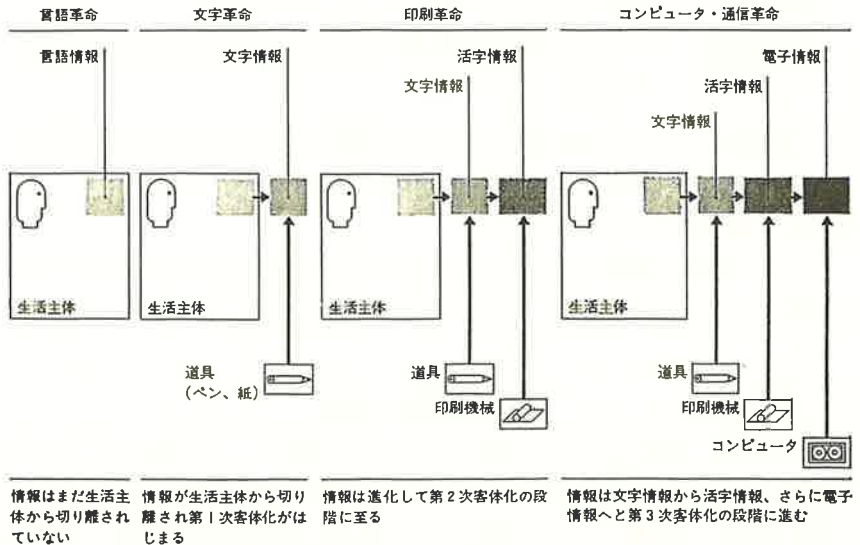 言語革命
言語情報
生活主体
情報はまだ生活主
体から切り離され
ていない
文字革命
文字情報
生活主体
道具
(ペン、紙)
情報が生活主体から切り
離され第1次客体化がは
じまる
印刷革命
活字情報
文字情報
生活主体
道具
印刷機械
情報は進化して第2次客体化の段
階に至る
コンピュータ・通信革命
電子情報
活字情報
文字情報
生活主体
道具
印刷機械
コンピュータ
情報は文字情報から活字情報、さらに電子
情報へと第3次客体化の段階に進む